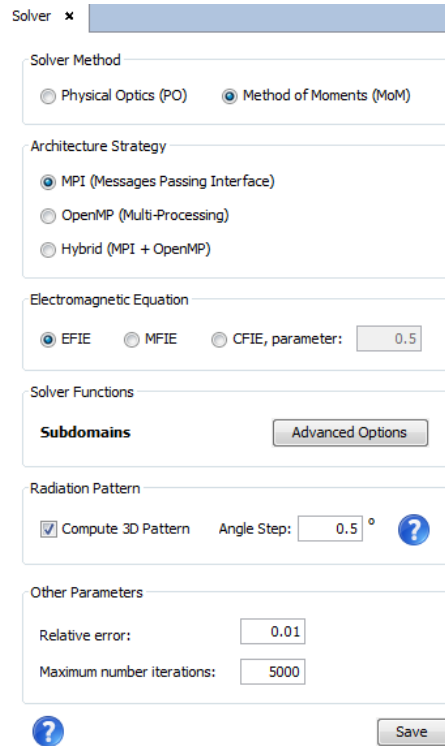 Solver ×
Solver Method
Physical Optics (PO) Method of Moments (MoM)
Architecture Strategy
MPI (Messages Passing Interface)
OpenMP (Multi-Processing)
Hybrid (MPI + OpenMP)
Electromagnetic Equation
EFIE MFIE CFIE, parameter: 0.5
Solver Functions
Subdomains Advanced Options
Radiation Pattern
Compute 3D Pattern Angle Step: 0.5 º ?
Other Parameters
Relative error: 0.01
Maximum number iterations: 5000
? Save